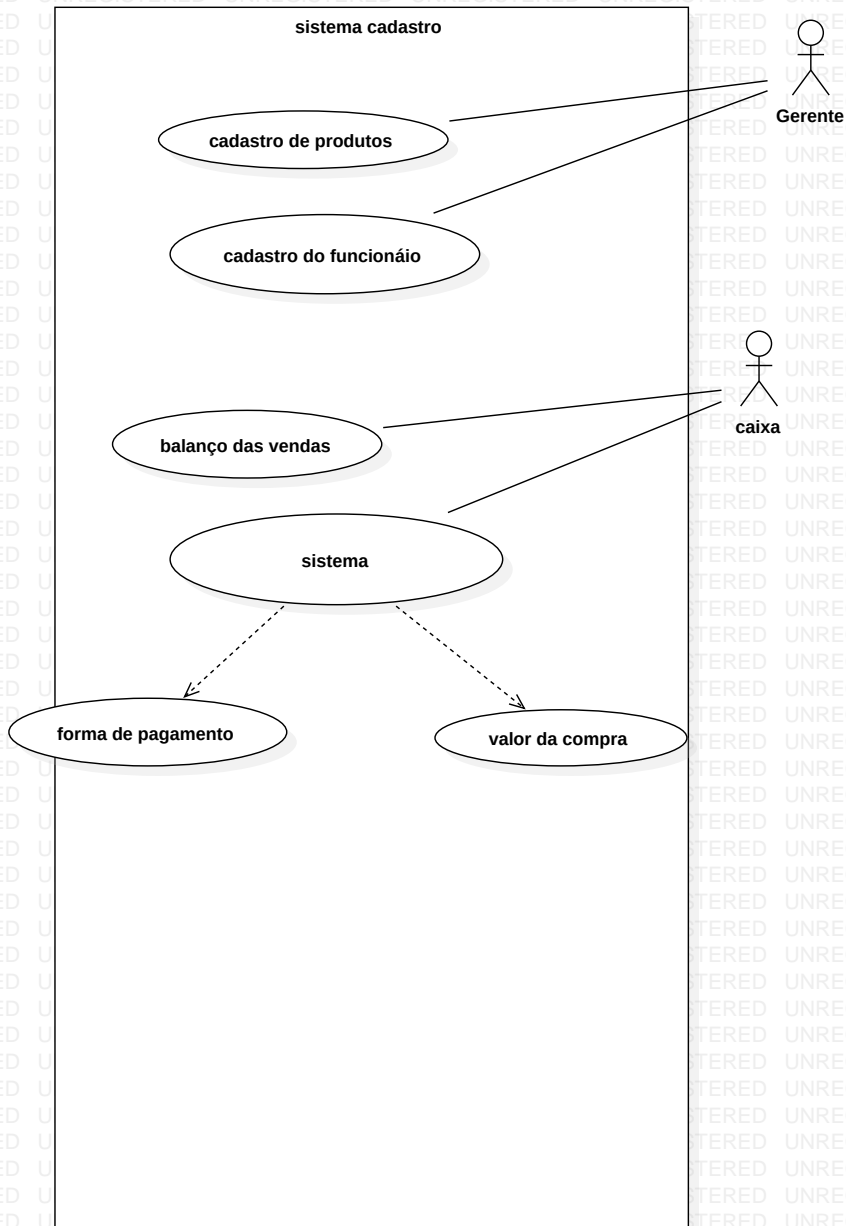 sistema cadastro
Gerente
cadastro de produtos
cadastro do funcionáio
caixa
balanço das vendas
sistema
forma de pagamento
valor da compra
UNREGISTERED